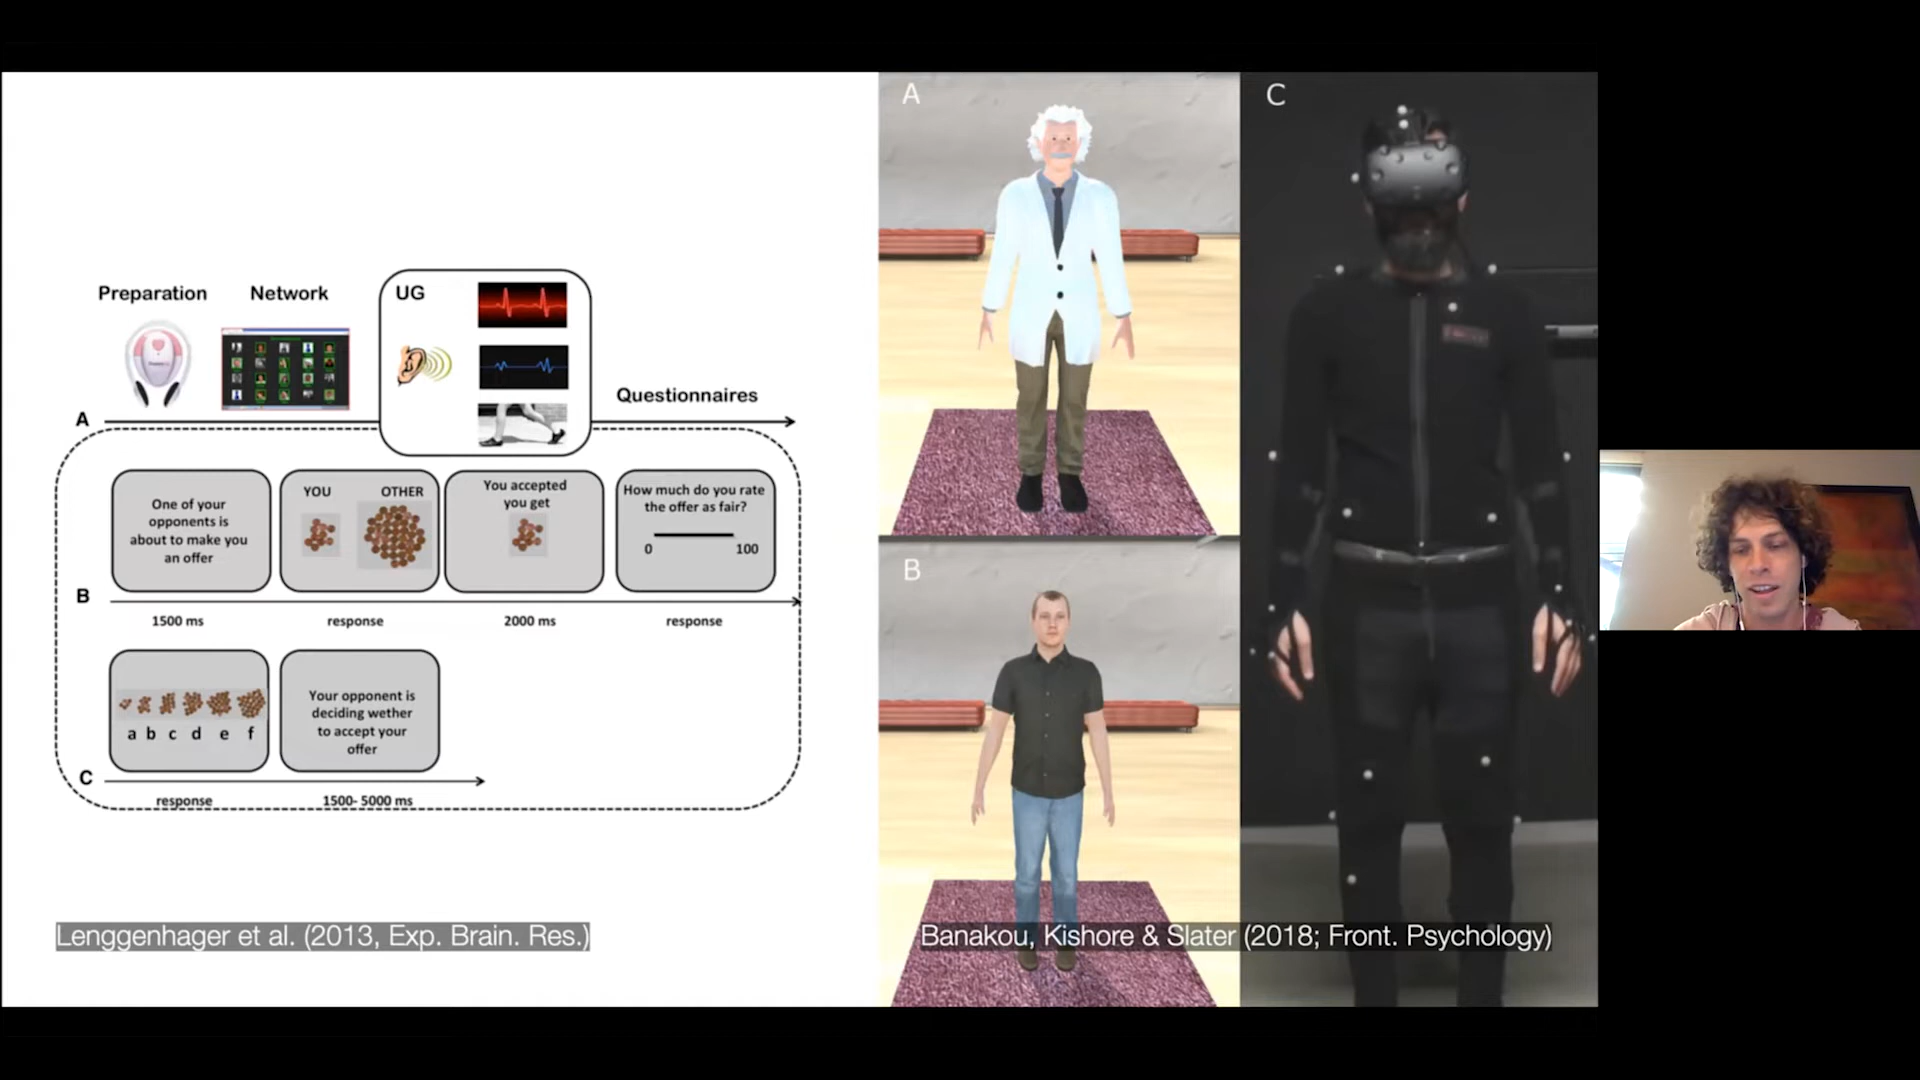 Preparation
Network
UG
Questionnaires
A
One of your
opponents is
about to make you
an offer
YOU OTHER
You accepted
you get
How much do you rate
the offer as fair?
0 100
B
1500 ms
response
2000 ms
response
a b c d e f
Your opponent is
deciding wether
to accept your
offer
C
response
1500- 5000 ms
Lenggenhager et al. (2013, Exp. Brain. Res.)
A
B
C
Banakou, Kishore & Slater (2018; Front. Psychology)